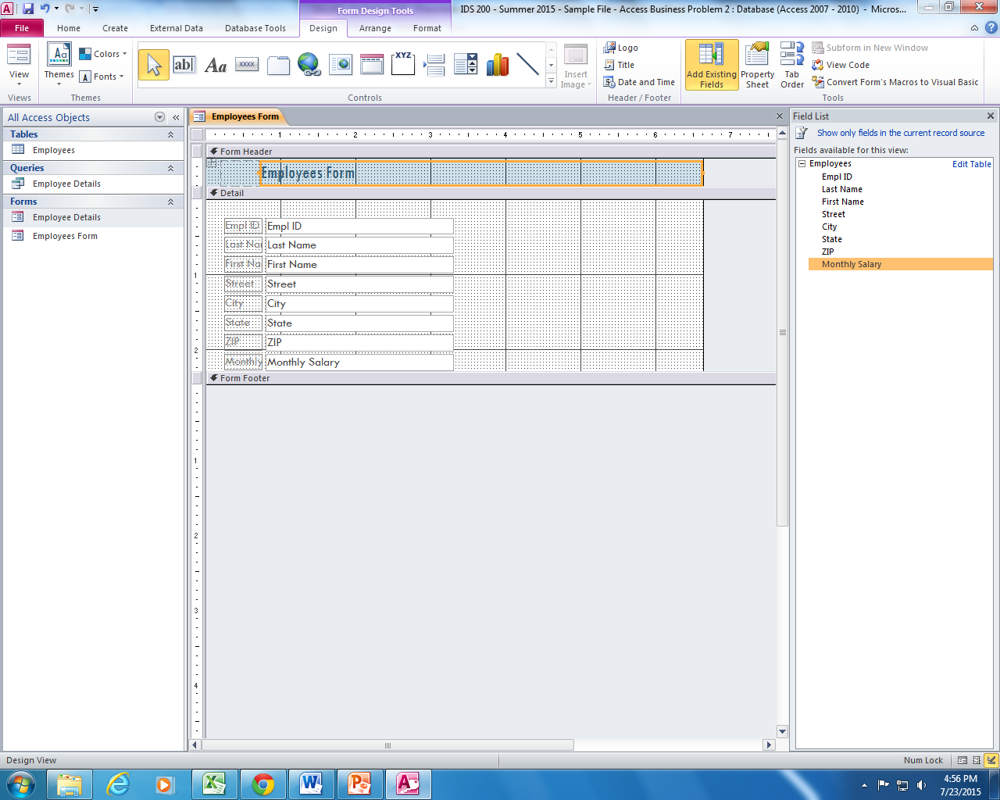 Form Design Tools
IDS 200 - Summer 2015 - Sample File - Access Business Problem 2 : Database (Access 2007 - 2010) - Micros...
File Home Create External Data Database Tools Design Arrange Format
View
Views
Themes
Colors
Fonts
Themes
ab|
Aa
xxxx
XYZ
Controls
Insert Image
Logo
Title
Date and Time
Header / Footer
Add Existing Fields
Property Sheet
Tab Order
Subform in New Window
View Code
Convert Form's Macros to Visual Basic
Tools
All Access Objects
Tables
Employees
Queries
Employee Details
Forms
Employee Details
Employees Form
Employees Form
1 2 3 4 5 6 7
Form Header
Employees Form
Detail
Empl ID Empl ID
Last Na Last Name
First Na First Name
1
Street Street
City City
State State
ZIP ZIP
2
Monthly Monthly Salary
Form Footer
1
2
3
4
Field List
Show only fields in the current record source
Fields available for this view:
Employees Edit Table
Empl ID
Last Name
First Name
Street
City
State
ZIP
Monthly Salary
Design View
Num Lock
4:56 PM
7/23/2015